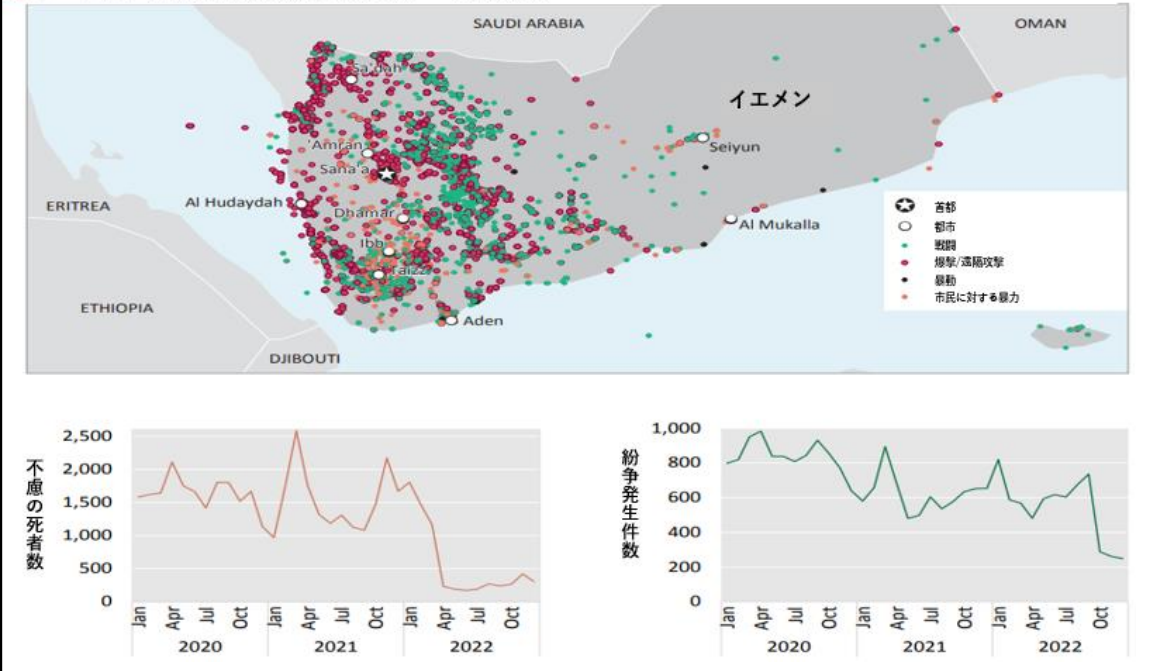 SAUDI ARABIA
OMAN
Sa'dah
イエメン
'Amran
Seiyun
Sana'a
ERITREA
Al Hudaydah
Dhamar
Al Mukalla
Ibb
Taizz
ETHIOPIA
Aden
DJIBOUTI
首都
都市
戦闘
爆撃/遠隔攻撃
暴動
市民に対する暴力
不慮の死者数
2,500
2,000
1,500
1,000
500
0
Jan Apr Jul Oct Jan Apr Jul Oct Jan Apr Jul Oct
2020 2021 2022
紛争発生件数
1,000
800
600
400
200
0
Jan Apr Jul Oct Jan Apr Jul Oct Jan Apr Jul Oct
2020 2021 2022